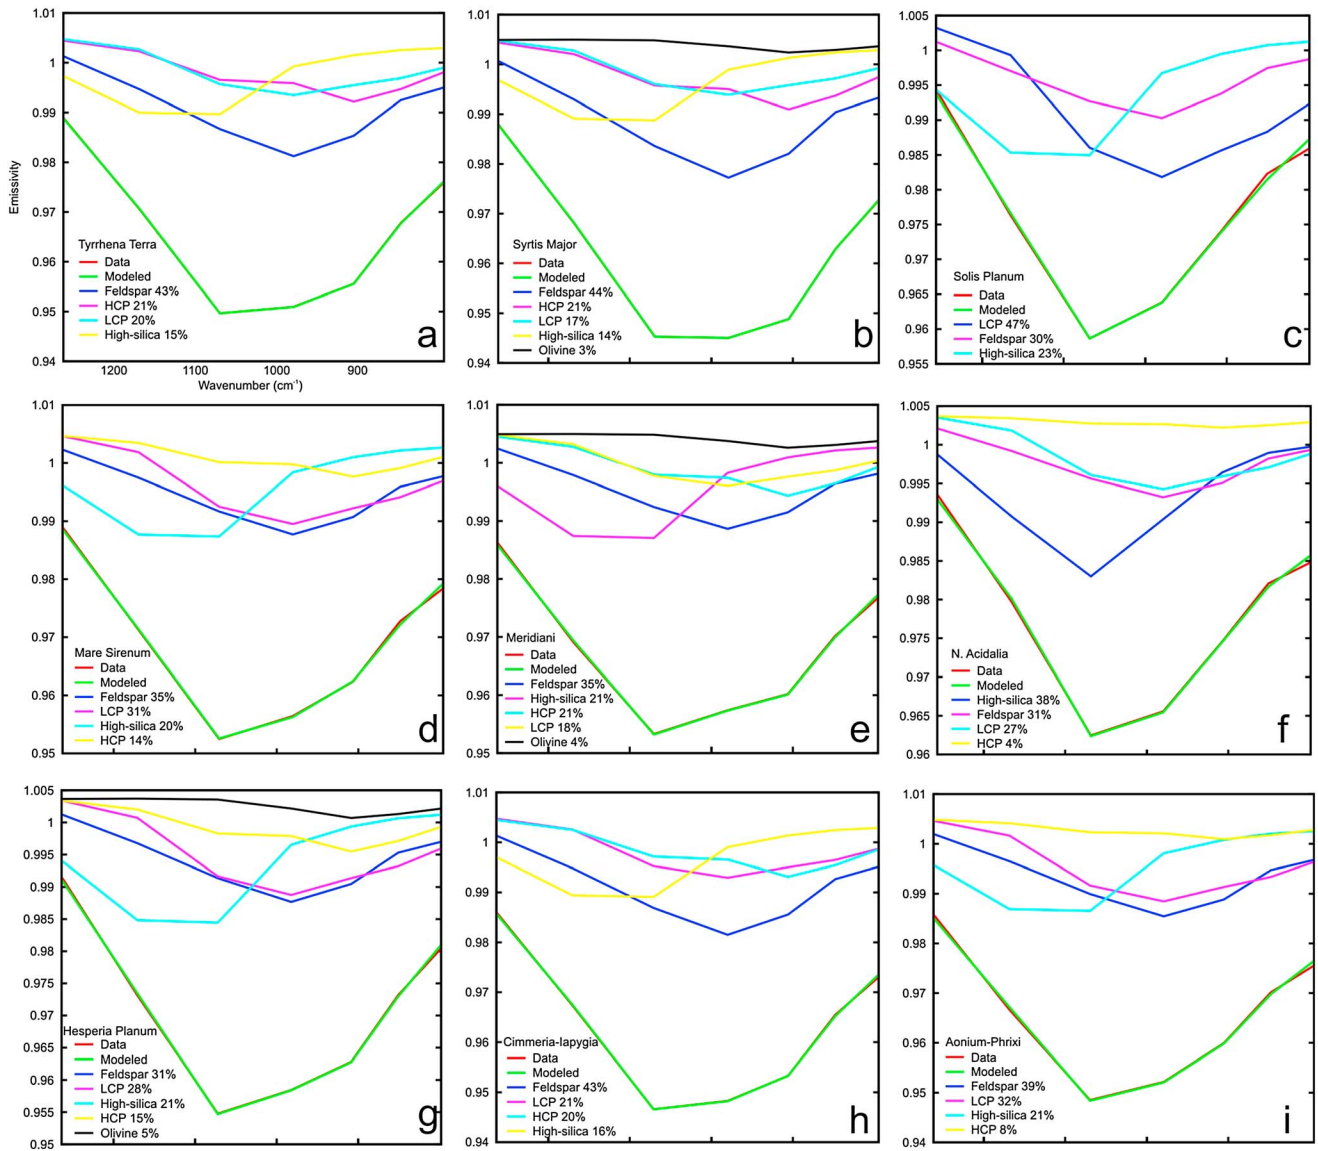 1.01
1
0.99
0.98
0.97
0.96
0.95
0.94
Emissivity
Tyrrhena Terra
Data
Modeled
Feldspar 43%
HCP 21%
LCP 20%
High-silica 15%
a
1200
1100
1000
900
Wavenumber (cm-1)
1.01
1
0.99
0.98
0.97
0.96
0.95
0.94
Syrtis Major
Data
Modeled
Feldspar 44%
HCP 21%
LCP 17%
High-silica 14%
Olivine 3%
b
1.005
1
0.995
0.99
0.985
0.98
0.975
0.97
0.965
0.96
0.955
Solis Planum
Data
Modeled
LCP 47%
Feldspar 30%
High-silica 23%
c
1.01
1
0.99
0.98
0.97
0.96
0.95
Mare Sirenum
Data
Modeled
Feldspar 35%
LCP 31%
High-silica 20%
HCP 14%
d
1.01
1
0.99
0.98
0.97
0.96
0.95
Meridiani
Data
Modeled
Feldspar 35%
High-silica 21%
HCP 21%
LCP 18%
Olivine 4%
e
1.005
1
0.995
0.99
0.985
0.98
0.975
0.97
0.965
0.96
N. Acidalia
Data
Modeled
High-silica 38%
Feldspar 31%
LCP 27%
HCP 4%
f
1.005
1
0.995
0.99
0.985
0.98
0.975
0.97
0.965
0.96
0.955
0.95
Hesperia Planum
Data
Modeled
Feldspar 31%
LCP 28%
High-silica 21%
HCP 15%
Olivine 5%
g
1.01
1
0.99
0.98
0.97
0.96
0.95
0.94
Cimmeria-Iapygia
Data
Modeled
Feldspar 43%
LCP 21%
HCP 20%
High-silica 16%
h
1.01
1
0.99
0.98
0.97
0.96
0.95
0.94
Aonium-Phrixi
Data
Modeled
Feldspar 39%
LCP 32%
High-silica 21%
HCP 8%
i